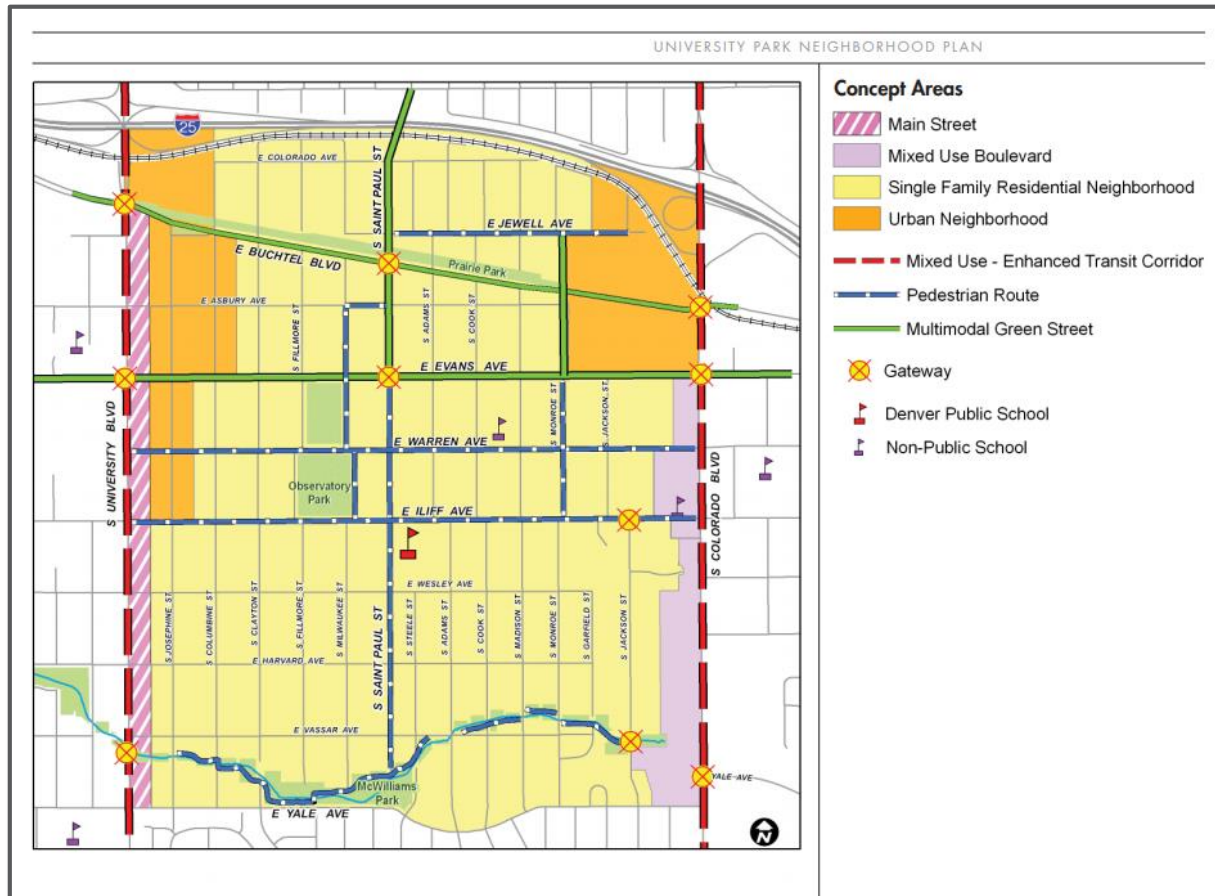 UNIVERSITY PARK NEIGHBORHOOD PLAN
Concept Areas
Main Street
Mixed Use Boulevard
Single Family Residential Neighborhood
Urban Neighborhood
Mixed Use - Enhanced Transit Corridor
Pedestrian Route
Multimodal Green Street
Gateway
Denver Public School
Non-Public School
25
E COLORADO AVE
S SAINT PAUL ST
E JEWELL AVE
E BUCHTEL BLVD
Prairie Park
E ASBURY AVE
S FILLMORE ST
S ADAMS ST
S COOK ST
E EVANS AVE
S UNIVERSITY BLVD
S MONROE ST
S JACKSON ST
E WARREN AVE
S COLORADO BLVD
Observatory
Park
E ILIFF AVE
E WESLEY AVE
S JOSEPHINE ST
S COLUMBINE ST
S CLAYTON ST
S FILLMORE ST
S MILWAUKEE ST
S SAINT PAUL ST
S STEELE ST
S ADAMS ST
S COOK ST
S MADISON ST
S MONROE ST
S GARFIELD ST
S JACKSON ST
E HARVARD AVE
E VASSAR AVE
McWilliams
Park
YALE AVE
E YALE AVE
N